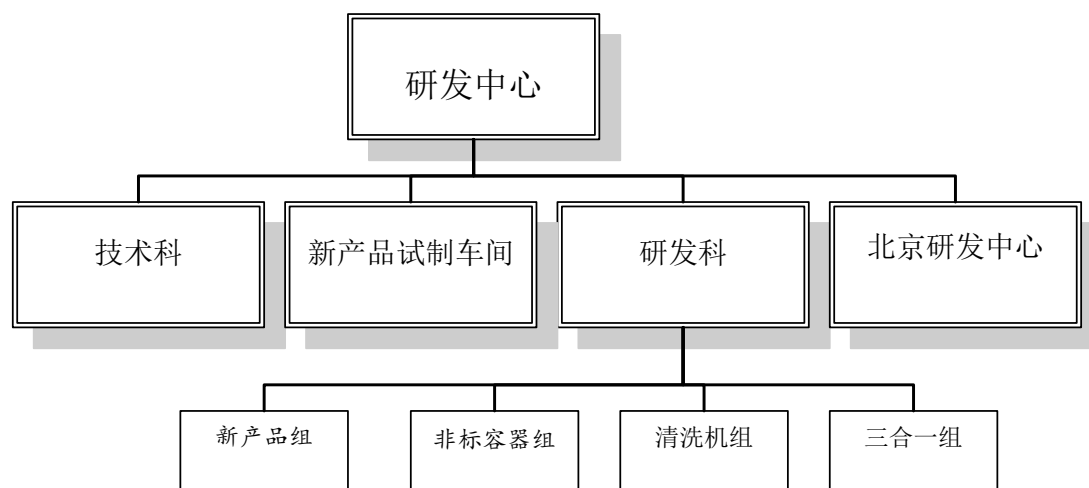 研发中心
技术科
新产品试制车间
研发科
北京研发中心
新产品组
非标容器组
清洗机组
三合一组